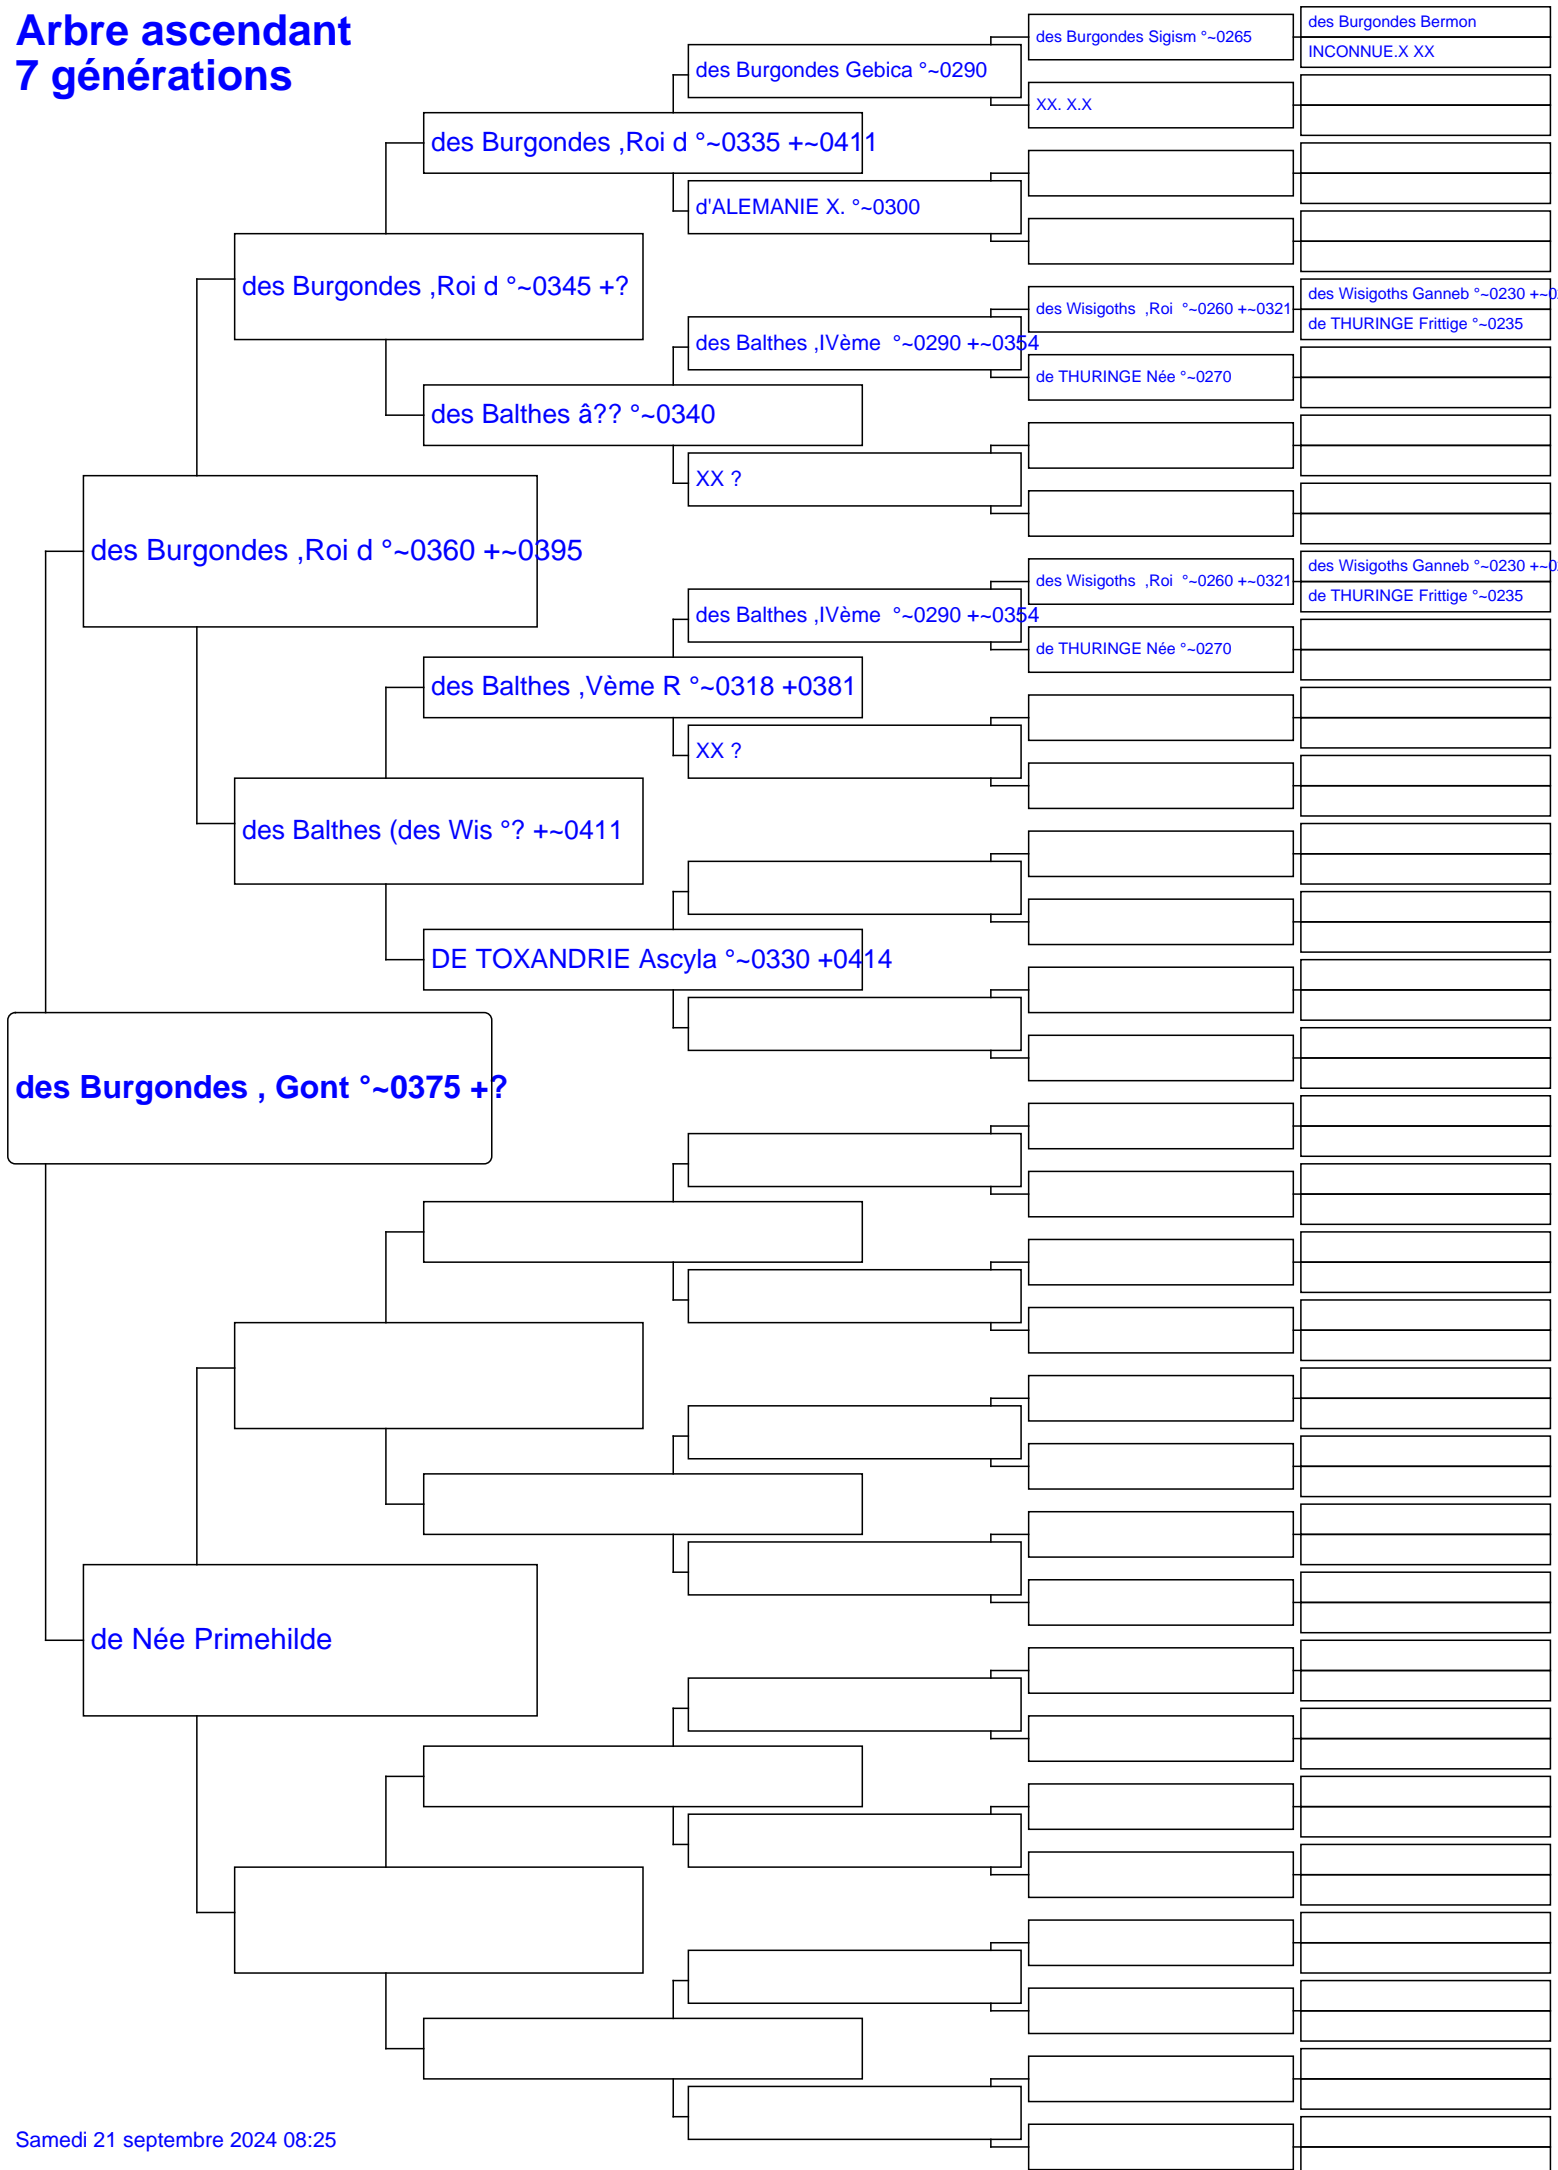 Arbre ascendant
7 générations
des Burgondes Bermon
des Burgondes Sigism °~0265
INCONNUE.X XX
des Burgondes Gebica °~0290
XX. X.X
des Burgondes ,Roi d °~0335 +~0411
d'ALEMANIE X. °~0300
des Burgondes ,Roi d °~0345 +?
des Wisigoths Ganneb °~0230 +~0
des Wisigoths ,Roi °~0260 +~0321
de THURINGE Frittige °~0235
des Balthes ,IVème °~0290 +~0354
de THURINGE Née °~0270
des Balthes â?? °~0340
XX ?
des Burgondes ,Roi d °~0360 +~0395
des Wisigoths Ganneb °~0230 +~0
des Wisigoths ,Roi °~0260 +~0321
de THURINGE Frittige °~0235
des Balthes ,IVème °~0290 +~0354
de THURINGE Née °~0270
des Balthes ,Vème R °~0318 +0381
XX ?
des Balthes (des Wis °? +~0411
DE TOXANDRIE Ascyla °~0330 +0414
des Burgondes , Gont °~0375 +?
de Née Primehilde
Samedi 21 septembre 2024 08:25